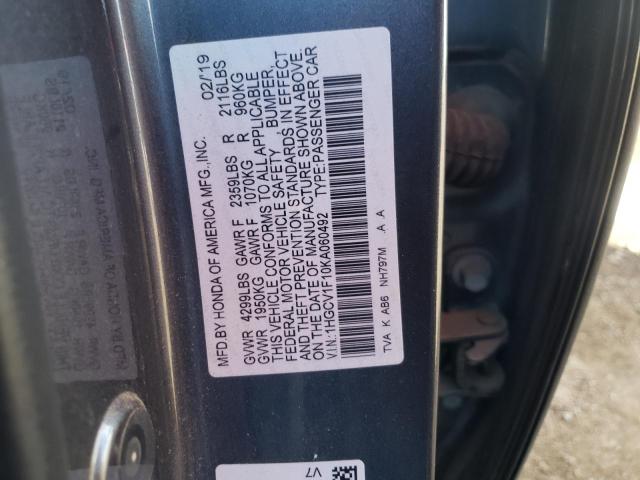 MFD.BY HONDA OF AMERICA MFG.,INC. 02/'19
GVWR 4299LBS GAWR F 2359LBS R 2116LBS
GVWR 1950KG GAWR F 1070KG R 960KG
THIS VEHICLE CONFORMS TO ALL APPLICABLE
FEDERAL MOTOR VEHICLE SAFETY, BUMPER,
AND THEFT PREVENTION STANDARDS IN EFFECT
ON THE DATE OF MANUFACTURE SHOWN ABOVE.
V.I.N.:1HGCV1F10KA060492 TYPE:PASSENGER CAR
TVA K AB6 NH797M .A .A
V7